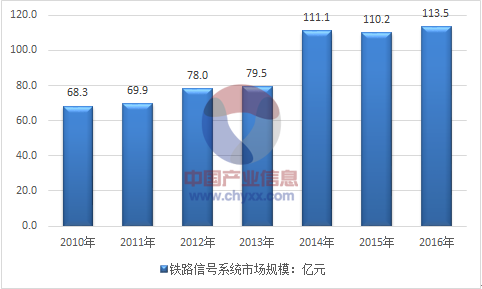 120.0
100.0
80.0
60.0
40.0
20.0
0.0
68.3
69.9
78.0
79.5
111.1
110.2
113.5
中国产业信息
www.chyxx.com
2010年
2011年
2012年
2013年
2014年
2015年
2016年
铁路信号系统市场规模：亿元